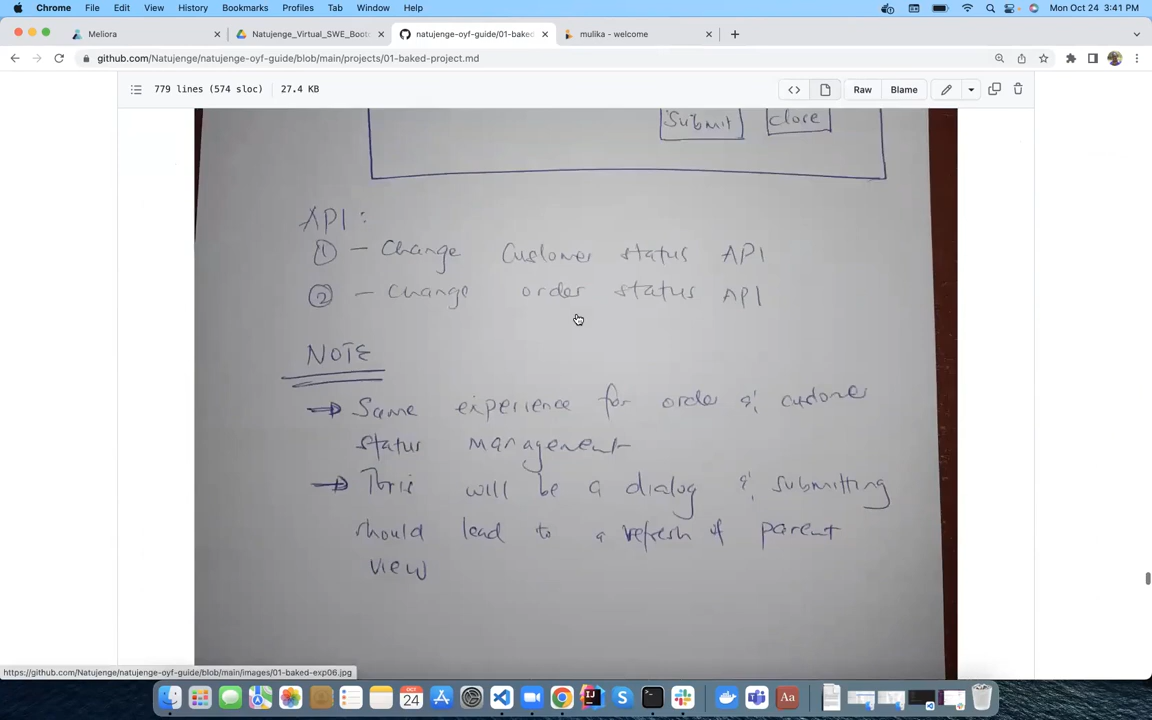 Chrome File Edit View History Bookmarks Profiles Tab Window Help Mon Oct 24 3:41 PM
Meliora Natujenge_Virtual_SWE_Boot natujenge-oyf-guide/01-baked- mulika - welcome
github.com/Natujenge/natujenge-oyf-guide/blob/main/projects/01-baked-project.md
779 lines (574 sloc) 27.4 KB Raw Blame
Submit close
API:
① - Change Customer status API
② - Change order status API
NOTE
→ Same experience for order & customer
status management
→ This will be a dialog & submitting
should lead to a refresh of parent
view
https://github.com/Natujenge/natujenge-oyf-guide/blob/main/images/01-baked-exp06.jpg
OCT
24
Aa